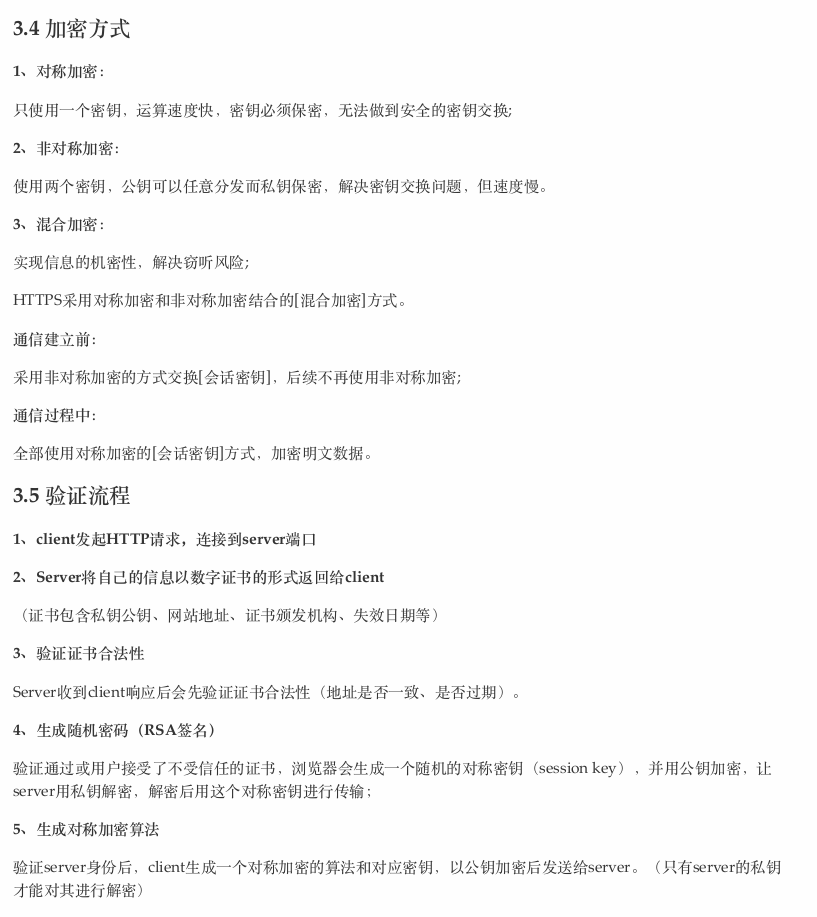 3.4 加密方式
1、对称加密：
只使用一个密钥，运算速度快，密钥必须保密，无法做到安全的密钥交换;
2、非对称加密：
使用两个密钥，公钥可以任意分发而私钥保密，解决密钥交换问题，但速度慢。
3、混合加密：
实现信息的机密性，解决窃听风险;
HTTPS采用对称加密和非对称加密结合的[混合加密]方式。
通信建立前：
采用非对称加密的方式交换[会话密钥]，后续不再使用非对称加密;
通信过程中：
全部使用对称加密的[会话密钥]方式，加密明文数据。
3.5 验证流程
1、client发起HTTP请求，连接到server端口
2、Server将自己的信息以数字证书的形式返回给client
（证书包含私钥公钥、网站地址、证书颁发机构、失效日期等）
3、验证证书合法性
Server收到client响应后会先验证证书合法性（地址是否一致、是否过期）。
4、生成随机密码（RSA签名）
验证通过或用户接受了不受信任的证书，浏览器会生成一个随机的对称密钥（session key），并用公钥加密，让
server用私钥解密，解密后用这个对称密钥进行传输；
5、生成对称加密算法
验证server身份后，client生成一个对称加密的算法和对应密钥，以公钥加密后发送给server。（只有server的私钥
才能对其进行解密）